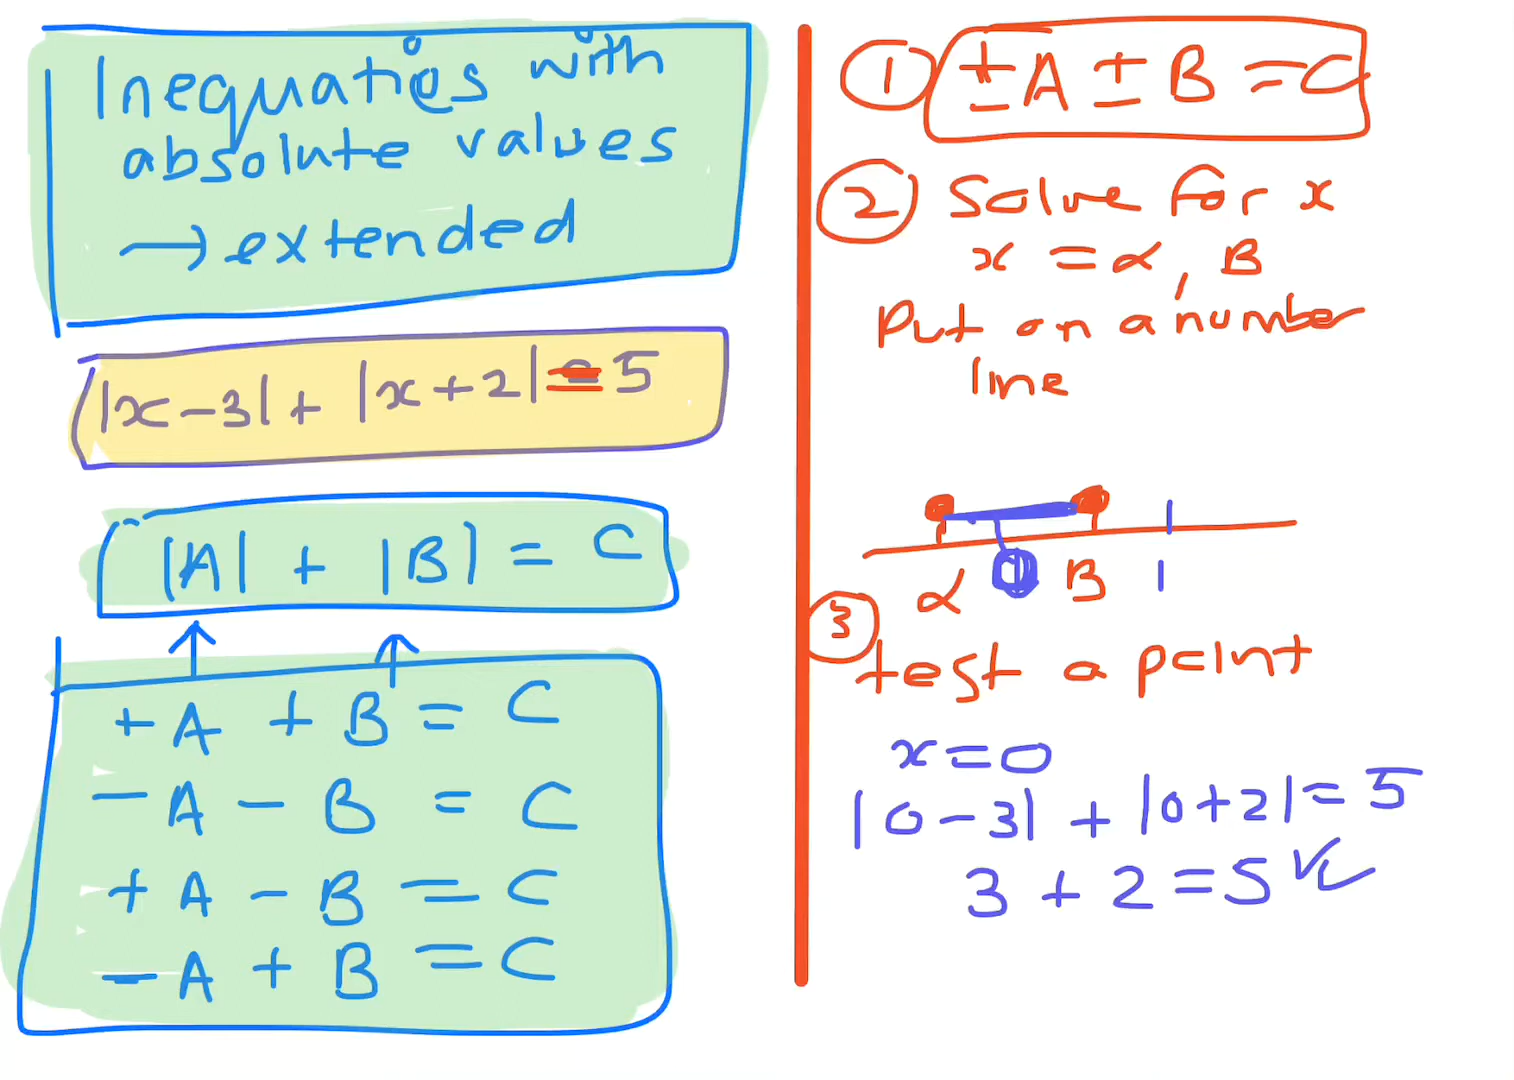 Inequaties with
absolute values
→ extended
|x-3| + |x+2| = 5
|A| + |B| = C
+A + B = C
-A - B = C
+A - B = C
-A + B = C
① ±A ± B = C
② Solve for x
x = α, B
Put on a number
line
α 0 B 1
③ test a point
x=0
|0-3| + |0+2| = 5
3 + 2 = 5 ✓